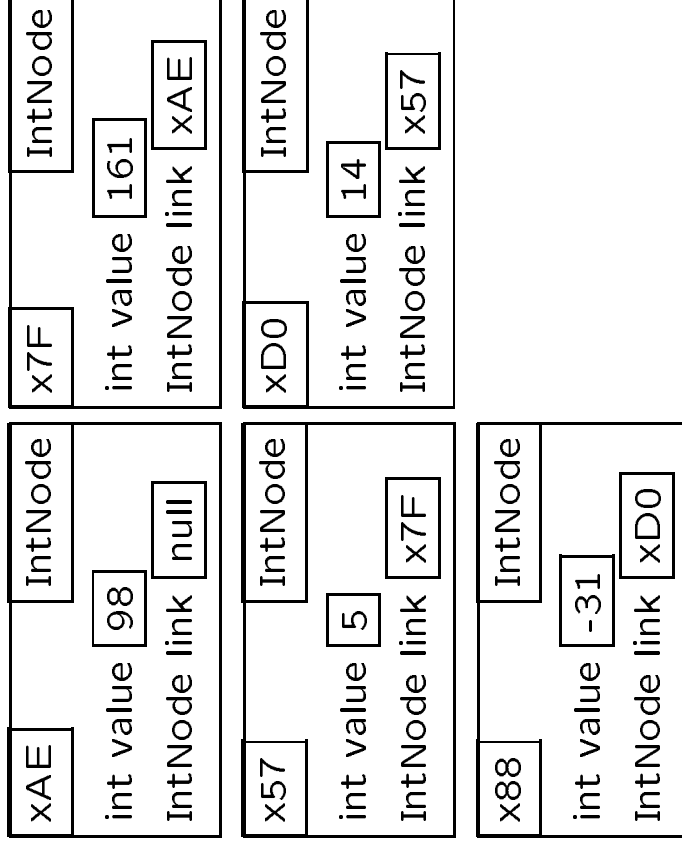 xAE IntNode
int value 98
IntNode link null
x7F IntNode
int value 161
IntNode link xAE
x57 IntNode
int value 5
IntNode link x7F
xD0 IntNode
int value 14
IntNode link x57
x88 IntNode
int value -31
IntNode link xD0